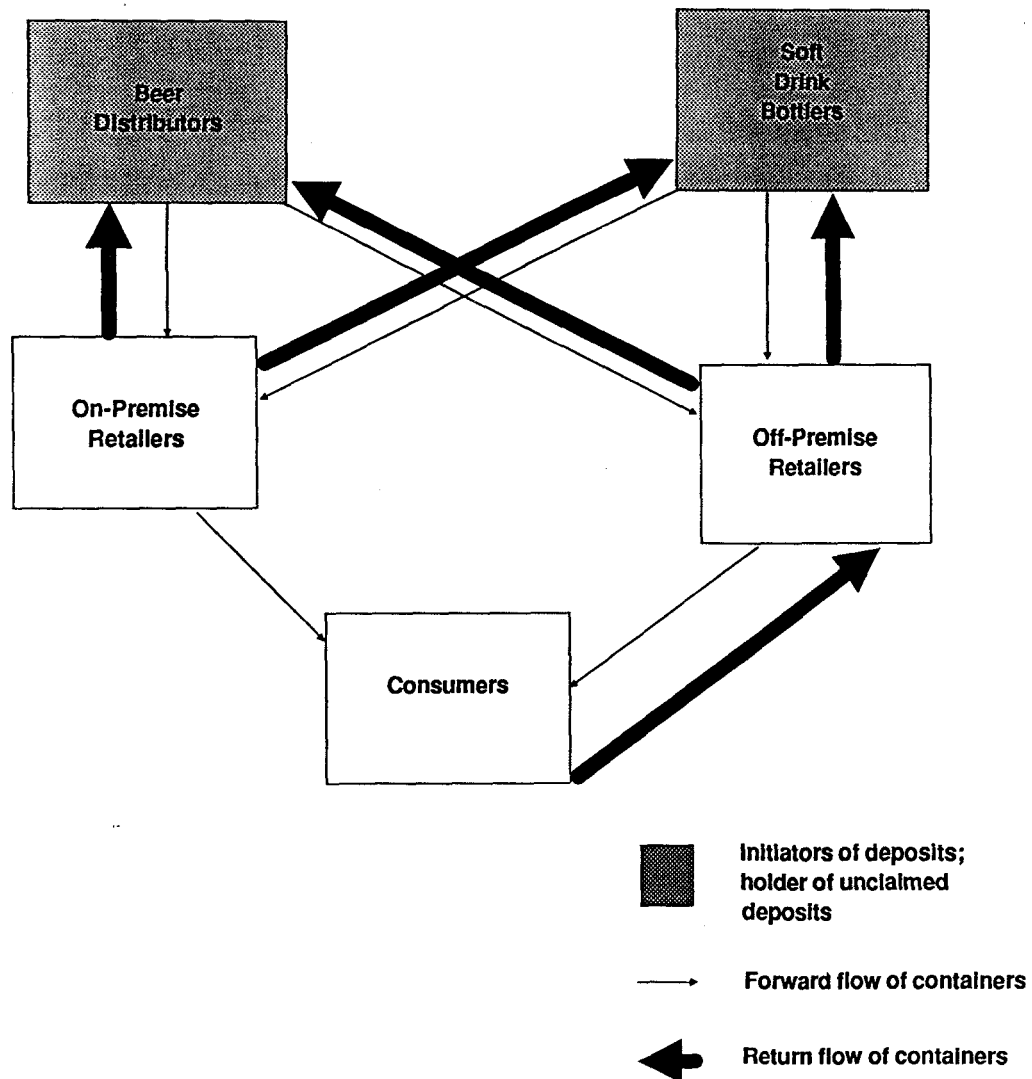 Beer
Distributors
Soft
Drink
Bottlers
On-Premise
Retailers
Off-Premise
Retailers
Consumers
Initiators of deposits;
holder of unclaimed
deposits
Forward flow of containers
Return flow of containers